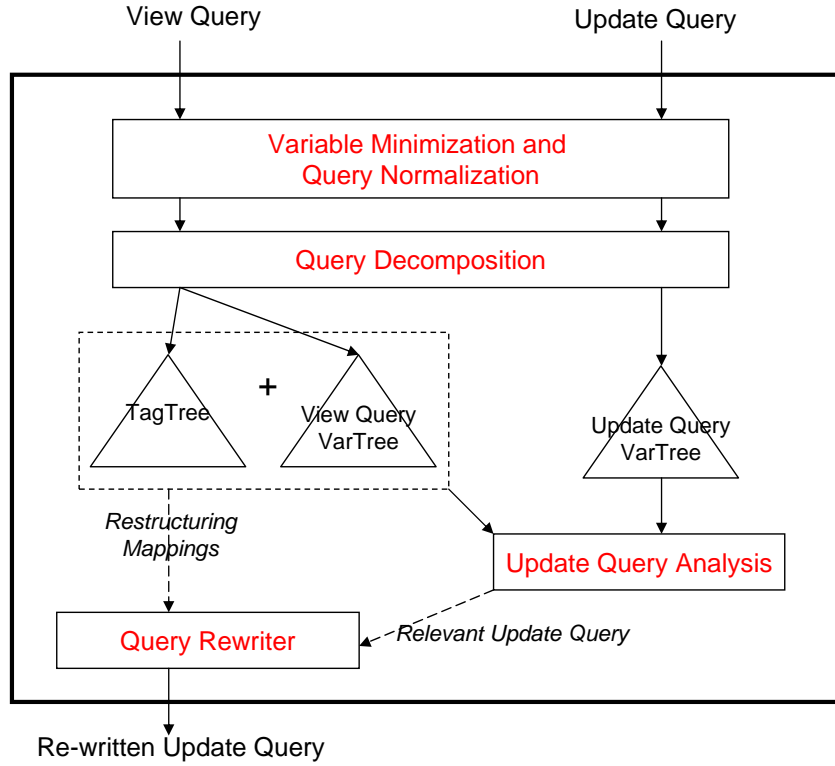 View Query
Update Query
Variable Minimization and
Query Normalization
Query Decomposition
TagTree
+
View Query
VarTree
Update Query
VarTree
Restructuring
Mappings
Update Query Analysis
Query Rewriter
Relevant Update Query
Re-written Update Query